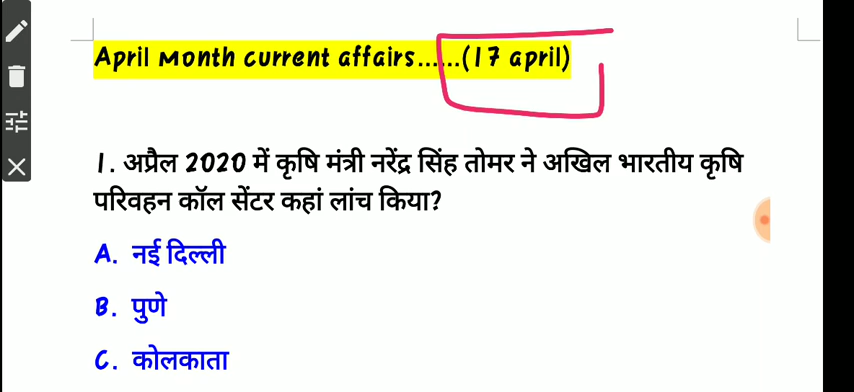 April Month current affairs......(17 april)
1. अप्रैल 2020 में कृषि मंत्री नरेंद्र सिंह तोमर ने अखिल भारतीय कृषि
परिवहन कॉल सेंटर कहां लांच किया?
A. नई दिल्ली
B. पुणे
C. कोलकाता